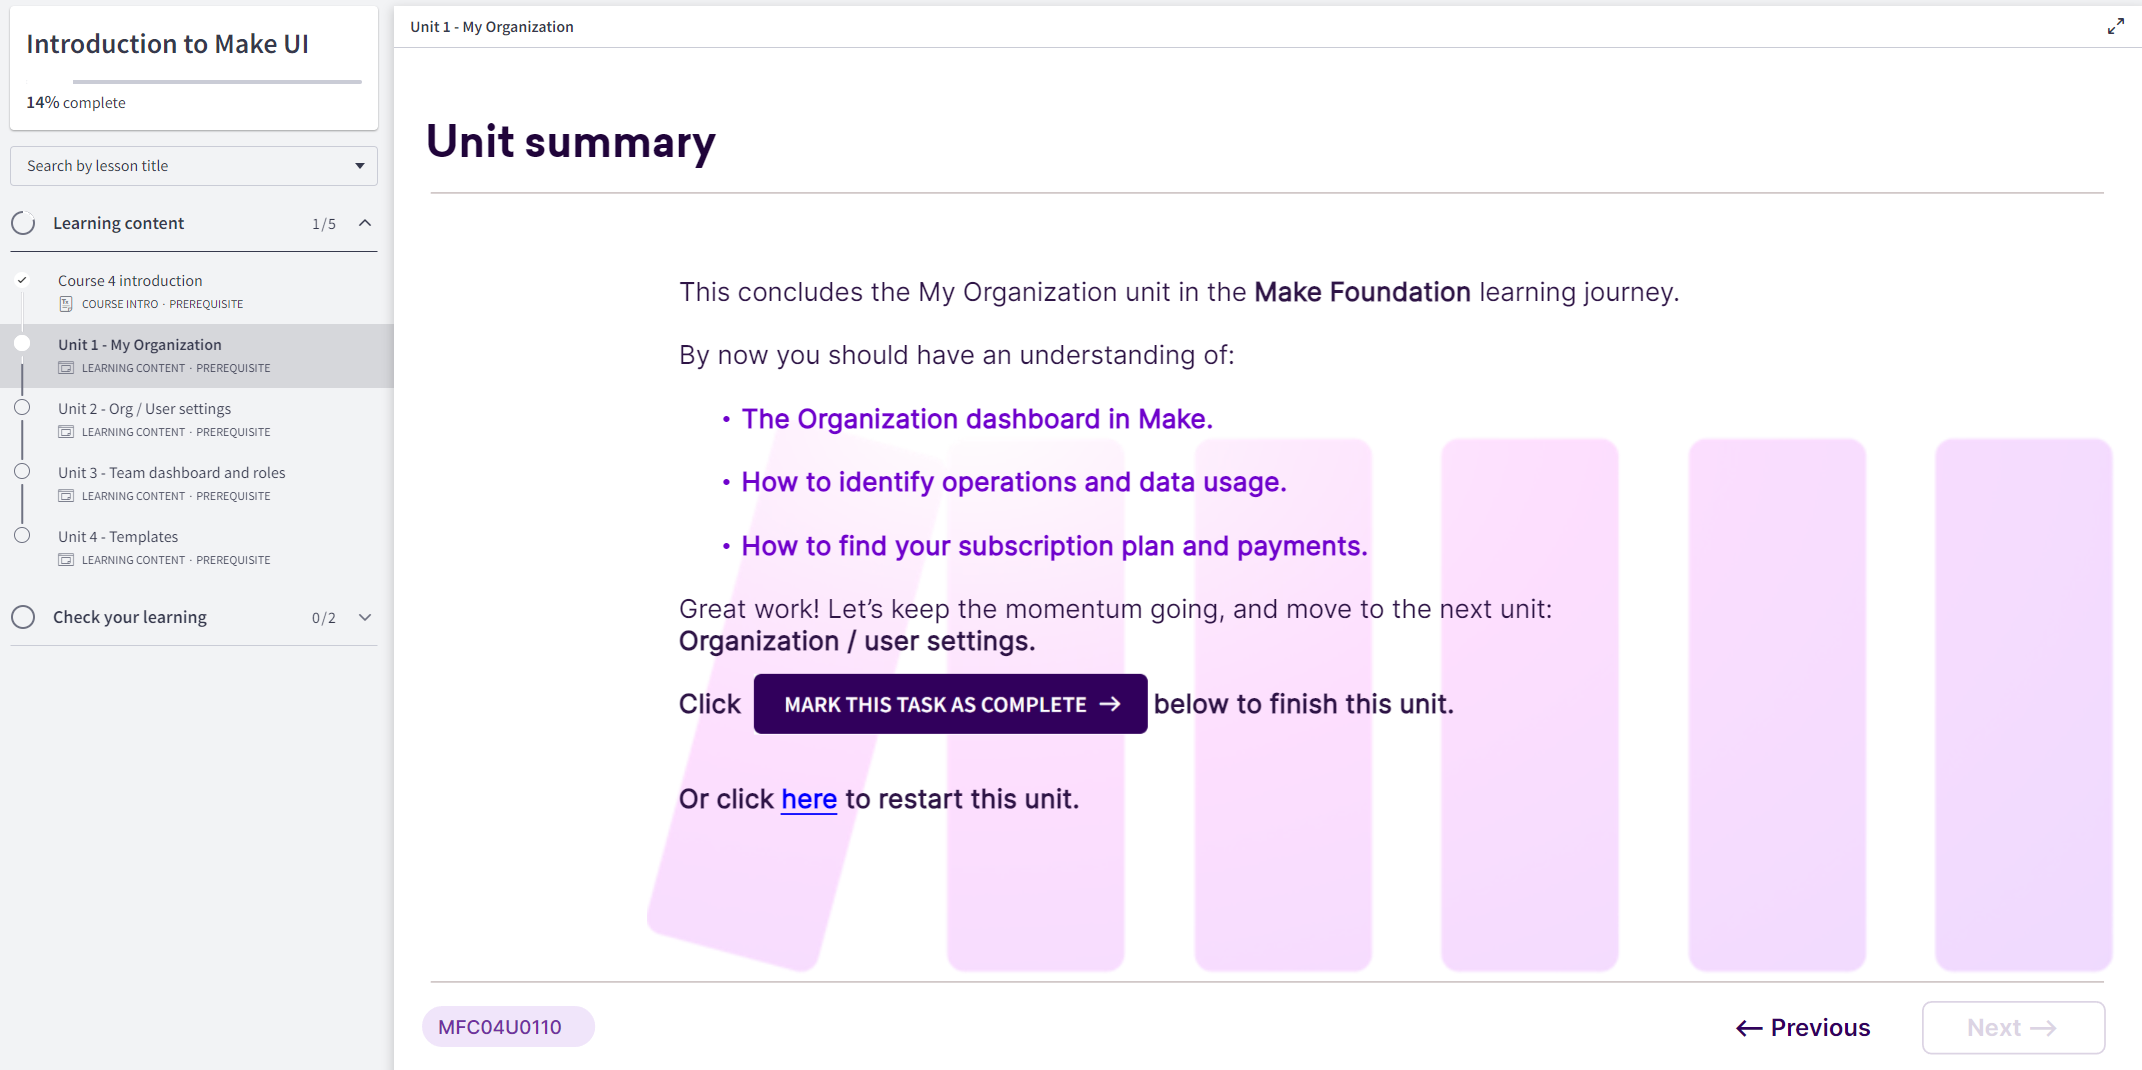 Introduction to Make UI
14% complete
Search by lesson title
Learning content 1/5
Course 4 introduction
COURSE INTRO · PREREQUISITE
Unit 1 - My Organization
LEARNING CONTENT · PREREQUISITE
Unit 2 - Org / User settings
LEARNING CONTENT · PREREQUISITE
Unit 3 - Team dashboard and roles
LEARNING CONTENT · PREREQUISITE
Unit 4 - Templates
LEARNING CONTENT · PREREQUISITE
Check your learning 0/2
Unit 1 - My Organization
Unit summary
This concludes the My Organization unit in the Make Foundation learning journey.
By now you should have an understanding of:
• The Organization dashboard in Make.
• How to identify operations and data usage.
• How to find your subscription plan and payments.
Great work! Let’s keep the momentum going, and move to the next unit:
Organization / user settings.
Click MARK THIS TASK AS COMPLETE → below to finish this unit.
Or click here to restart this unit.
MFC04U0110
← Previous
Next →